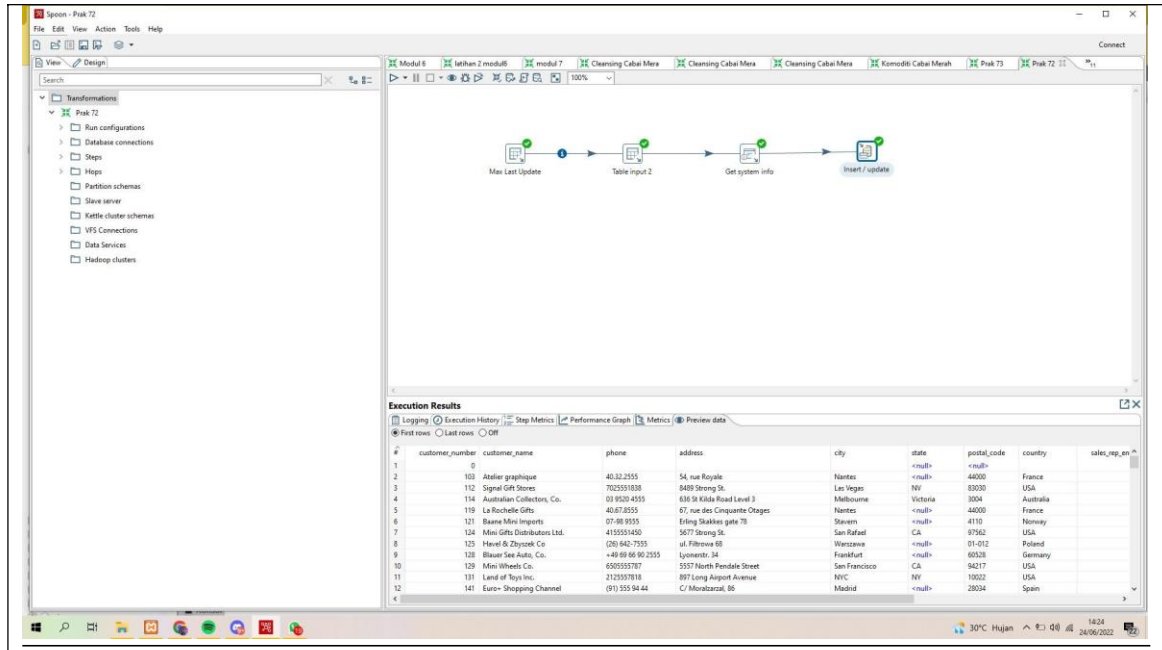 Spoon - Prak 72
File Edit View Action Tools Help
Connect
View Design
Search
Transformations
Prak 72
Run configurations
Database connections
Steps
Hops
Partition schemas
Slave server
Kettle cluster schemas
VFS Connections
Data Services
Hadoop clusters
Modul 6 latihan 2 modul6 modul 7 Cleansing Cabai Mera Cleansing Cabai Mera Cleansing Cabai Mera Komoditi Cabai Merah Prak 73 Prak 72 »11
100%
Max Last Update Table input 2 Get system info Insert / update
Execution Results
Logging Execution History Step Metrics Performance Graph Metrics Preview data
First rows Last rows Off
# customer_number customer_name phone address city state postal_code country sales_rep_en
1 0 <null> <null>
2 103 Atelier graphique 40.32.2555 54, rue Royale Nantes <null> 44000 France
3 112 Signal Gift Stores 7025551838 8489 Strong St. Las Vegas NV 83030 USA
4 114 Australian Collectors, Co. 03 9520 4555 636 St Kilda Road Level 3 Melbourne Victoria 3004 Australia
5 119 La Rochelle Gifts 40.67.8555 67, rue des Cinquante Otages Nantes <null> 44000 France
6 121 Baane Mini Imports 07-98 9555 Erling Skakkes gate 78 Stavern <null> 4110 Norway
7 124 Mini Gifts Distributors Ltd. 4155551450 5677 Strong St. San Rafael CA 97562 USA
8 125 Havel & Zbyszek Co (26) 642-7555 ul. Filtrowa 68 Warszawa <null> 01-012 Poland
9 128 Blauer See Auto, Co. +49 69 66 90 2555 Lyonerstr. 34 Frankfurt <null> 60528 Germany
10 129 Mini Wheels Co. 6505555787 5557 North Pendale Street San Francisco CA 94217 USA
11 131 Land of Toys Inc. 2125557818 897 Long Airport Avenue NYC NY 10022 USA
12 141 Euro+ Shopping Channel (91) 555 94 44 C/ Moralzarzal, 86 Madrid <null> 28034 Spain
30°C Hujan
14:24
24/06/2022
22